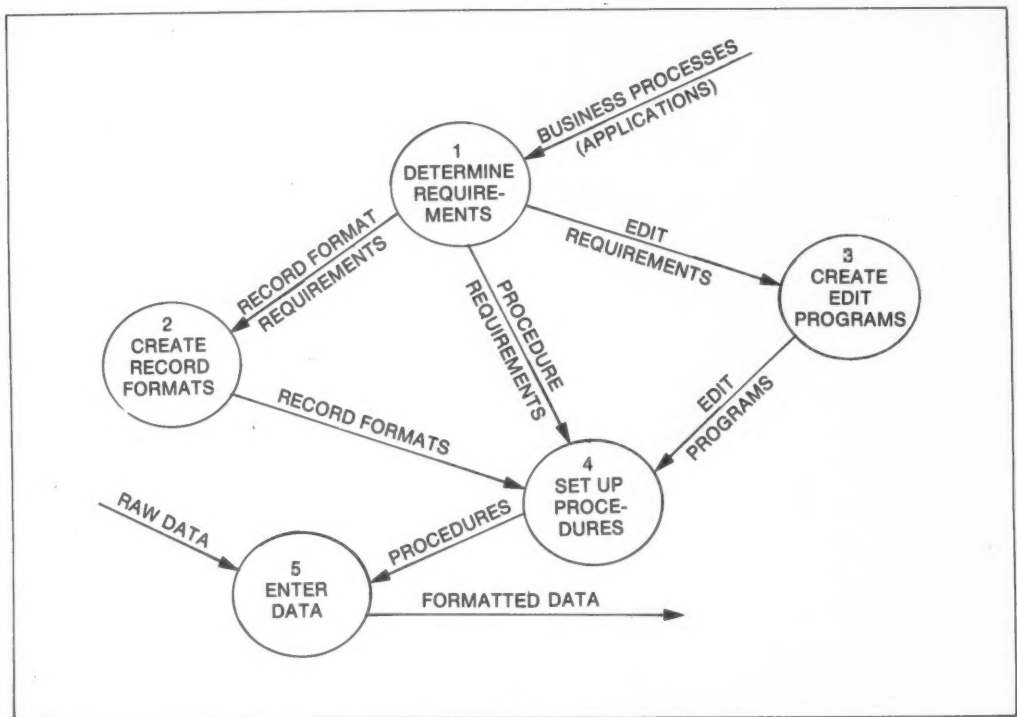 BUSINESS PROCESSES
(APPLICATIONS)
1
DETERMINE
REQUIRE-
MENTS
RECORD FORMAT
REQUIREMENTS
PROCEDURE
REQUIREMENTS
EDIT
REQUIREMENTS
3
CREATE
EDIT
PROGRAMS
2
CREATE
RECORD
FORMATS
RECORD FORMATS
EDIT
PROGRAMS
4
SET UP
PROCE-
DURES
RAW DATA
PROCEDURES
5
ENTER
DATA
FORMATTED DATA